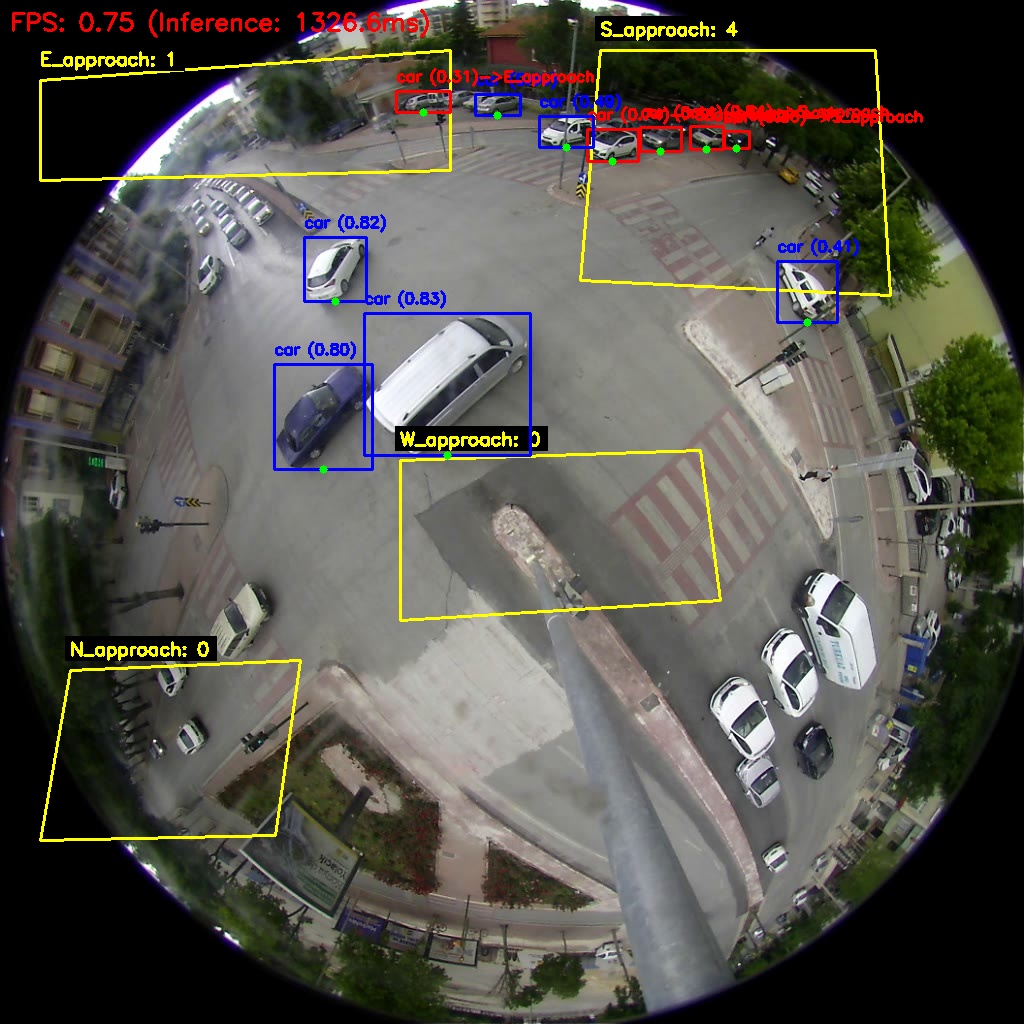 FPS: 0.75 (Inference: 1326.6ms)
S_approach: 4
E_approach: 1
car (0.31)->E_approach
car (0.49)
car (0.82)
car (0.41)
car (0.83)
car (0.80)
W_approach: 0
N_approach: 0